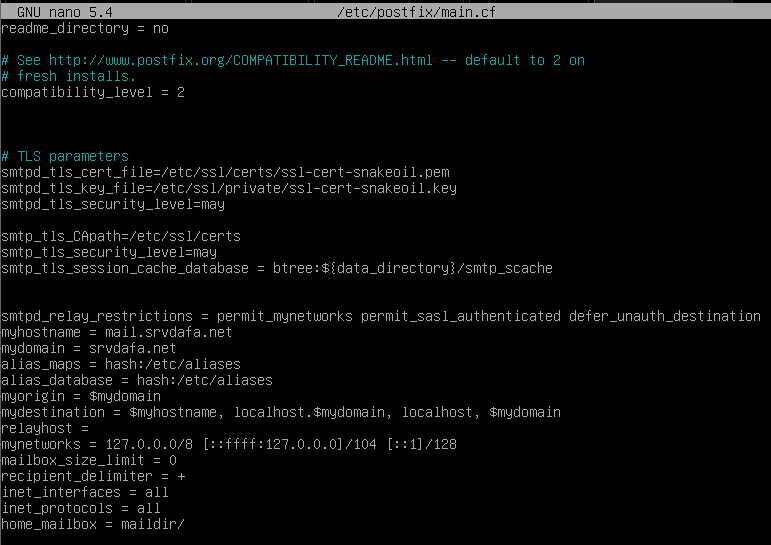 GNU nano 5.4 /etc/postfix/main.cf
readme_directory = no
# See http://www.postfix.org/COMPATIBILITY_README.html -- default to 2 on
# fresh installs.
compatibility_level = 2
# TLS parameters
smtpd_tls_cert_file=/etc/ssl/certs/ssl-cert-snakeoil.pem
smtpd_tls_key_file=/etc/ssl/private/ssl-cert-snakeoil.key
smtpd_tls_security_level=may
smtp_tls_CApath=/etc/ssl/certs
smtp_tls_security_level=may
smtp_tls_session_cache_database = btree:${data_directory}/smtp_scache
smtpd_relay_restrictions = permit_mynetworks permit_sasl_authenticated defer_unauth_destination
myhostname = mail.srvdafa.net
mydomain = srvdafa.net
alias_maps = hash:/etc/aliases
alias_database = hash:/etc/aliases
myorigin = $mydomain
mydestination = $myhostname, localhost.$mydomain, localhost, $mydomain
relayhost =
mynetworks = 127.0.0.0/8 [::ffff:127.0.0.0]/104 [::1]/128
mailbox_size_limit = 0
recipient_delimiter = +
inet_interfaces = all
inet_protocols = all
home_mailbox = maildir/